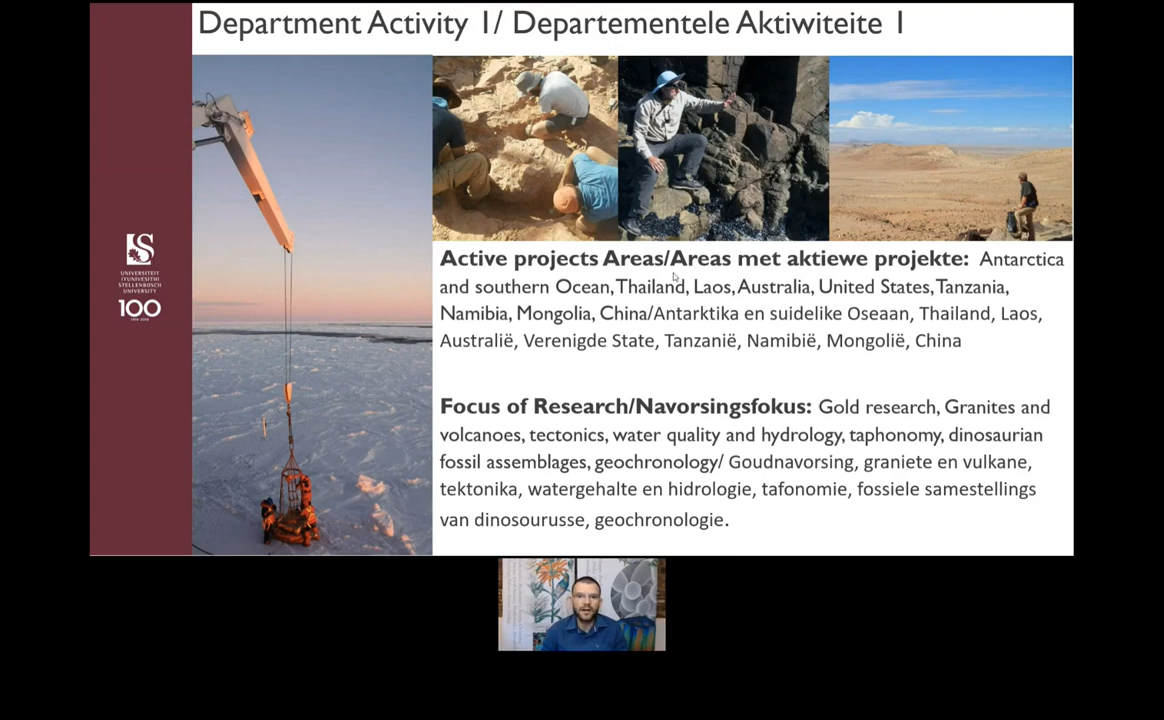 Department Activity 1/ Departementele Aktiwiteite 1
UNIVERSITEIT
iYUNIVESITHI
STELLENBOSCH
UNIVERSITY
100
Active projects Areas/Areas met aktiewe projekte: Antarctica
and southern Ocean, Thailand, Laos, Australia, United States, Tanzania,
Namibia, Mongolia, China/Antarktika en suidelike Oseaan, Thailand, Laos,
Australië, Verenigde State, Tanzanië, Namibië, Mongolië, China
Focus of Research/Navorsingsfokus: Gold research, Granites and
volcanoes, tectonics, water quality and hydrology, taphonomy, dinosaurian
fossil assemblages, geochronology/ Goudnavorsing, graniete en vulkane,
tektonika, watergehalte en hidrologie, tafonomie, fossiele samestellings
van dinosourusse, geochronologie.